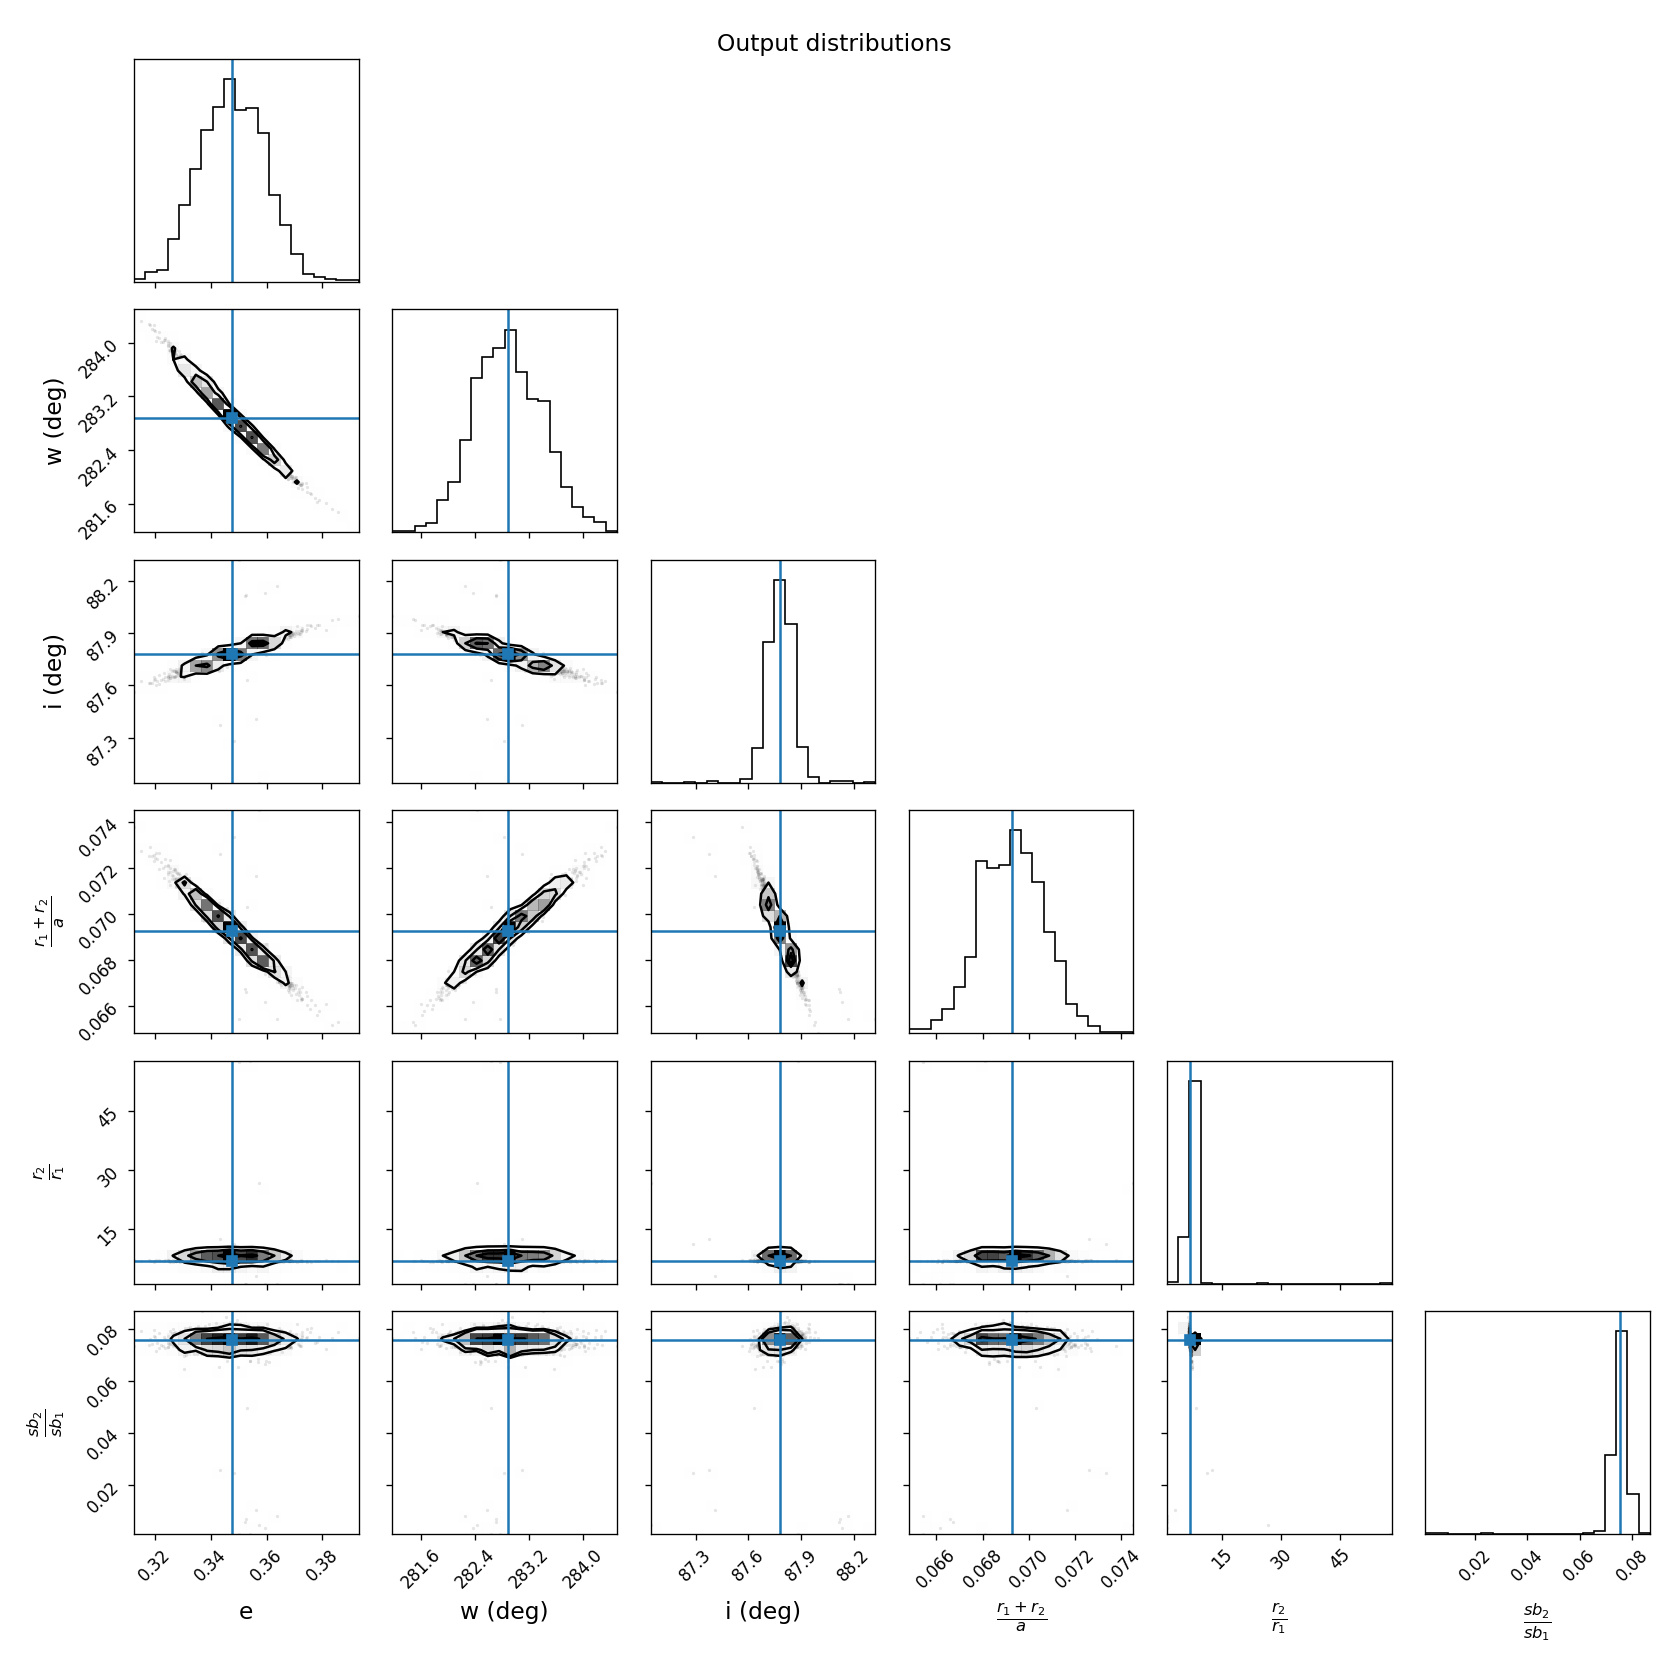 Output distributions
w (deg)
284.0
283.2
282.4
281.6
i (deg)
88.2
87.9
87.6
87.3
r₁ + r₂
a
0.074
0.072
0.070
0.068
0.066
r₂
r₁
45
30
15
sb₂
sb₁
0.08
0.06
0.04
0.02
0.32 0.34 0.36 0.38 281.6 282.4 283.2 284.0 87.3 87.6 87.9 88.2 0.066 0.068 0.070 0.072 0.074 15 30 45 0.02 0.04 0.06 0.08
e w (deg) i (deg)
r₁ + r₂
a
r₂
r₁
sb₂
sb₁